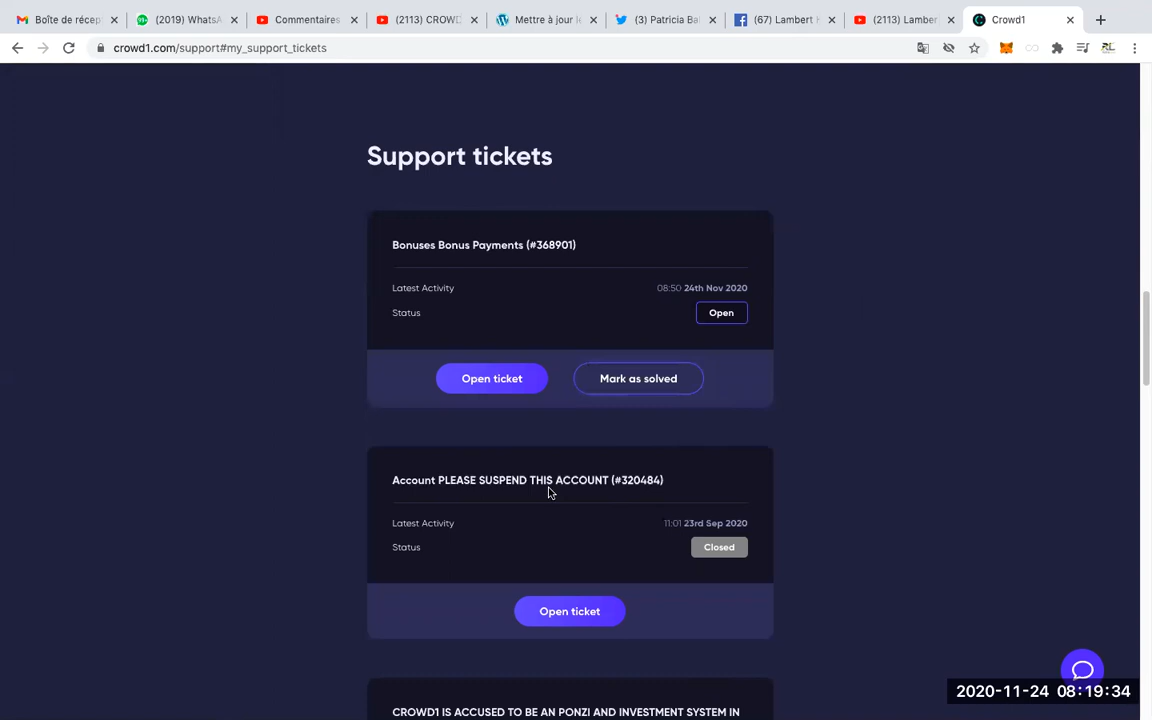 Boîte de récep
(2019) WhatsA
Commentaires
(2113) CROWD
Mettre à jour l
(3) Patricia Ba
(67) Lambert
(2113) Lamber
Crowd1
crowd1.com/support#my_support_tickets
Support tickets
Bonuses Bonus Payments (#368901)
Latest Activity 08:50 24th Nov 2020
Status Open
Open ticket Mark as solved
Account PLEASE SUSPEND THIS ACCOUNT (#320484)
Latest Activity 11:01 23rd Sep 2020
Status Closed
Open ticket
CROWD1 IS ACCUSED TO BE AN PONZI AND INVESTMENT SYSTEM IN
2020-11-24 08:19:34